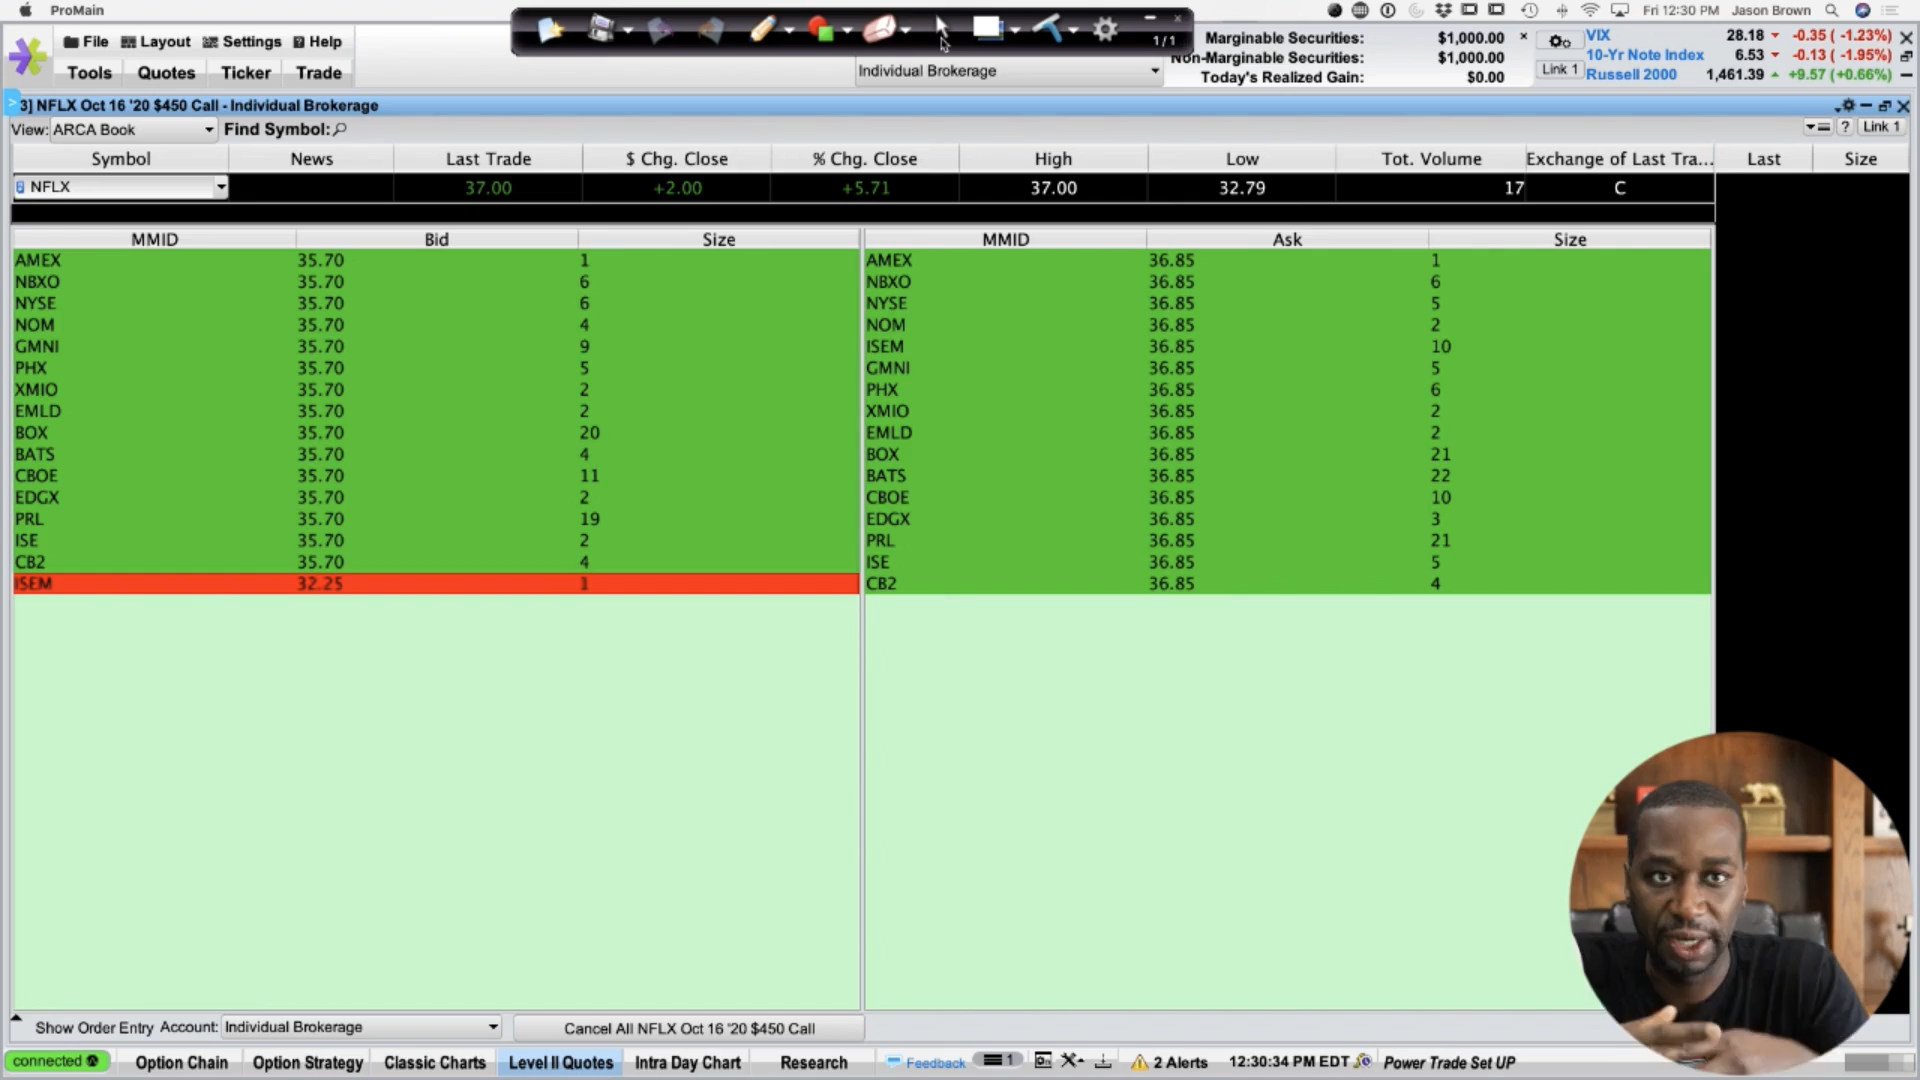 ProMain
Fri 12:30 PM Jason Brown
File Layout Settings Help
Tools Quotes Ticker Trade
1/1
Individual Brokerage
Marginable Securities: $1,000.00
Non-Marginable Securities: $1,000.00
Today's Realized Gain: $0.00
Link 1
VIX 28.18 -0.35 ( -1.23%)
10-Yr Note Index 6.53 -0.13 ( -1.95%)
Russell 2000 1,461.39 +9.57 (+0.66%)
3] NFLX Oct 16 '20 $450 Call - Individual Brokerage
View: ARCA Book Find Symbol: ? Link 1
Symbol News Last Trade $ Chg. Close % Chg. Close High Low Tot. Volume Exchange of Last Tra... Last Size
NFLX 37.00 +2.00 +5.71 37.00 32.79 17 C
MMID Bid Size MMID Ask Size
AMEX 35.70 1 AMEX 36.85 1
NBXO 35.70 6 NBXO 36.85 6
NYSE 35.70 6 NYSE 36.85 5
NOM 35.70 4 NOM 36.85 2
GMNI 35.70 9 ISEM 36.85 10
PHX 35.70 5 GMNI 36.85 5
XMIO 35.70 2 PHX 36.85 6
EMLD 35.70 2 XMIO 36.85 2
BOX 35.70 20 EMLD 36.85 2
BATS 35.70 4 BOX 36.85 21
CBOE 35.70 11 BATS 36.85 22
EDGX 35.70 2 CBOE 36.85 10
PRL 35.70 19 EDGX 36.85 3
ISE 35.70 2 PRL 36.85 21
CB2 35.70 4 ISE 36.85 5
ISEM 32.25 1 CB2 36.85 4
Show Order Entry Account: Individual Brokerage Cancel All NFLX Oct 16 '20 $450 Call
connected Option Chain Option Strategy Classic Charts Level II Quotes Intra Day Chart Research Feedback 1 2 Alerts 12:30:34 PM EDT Power Trade Set UP